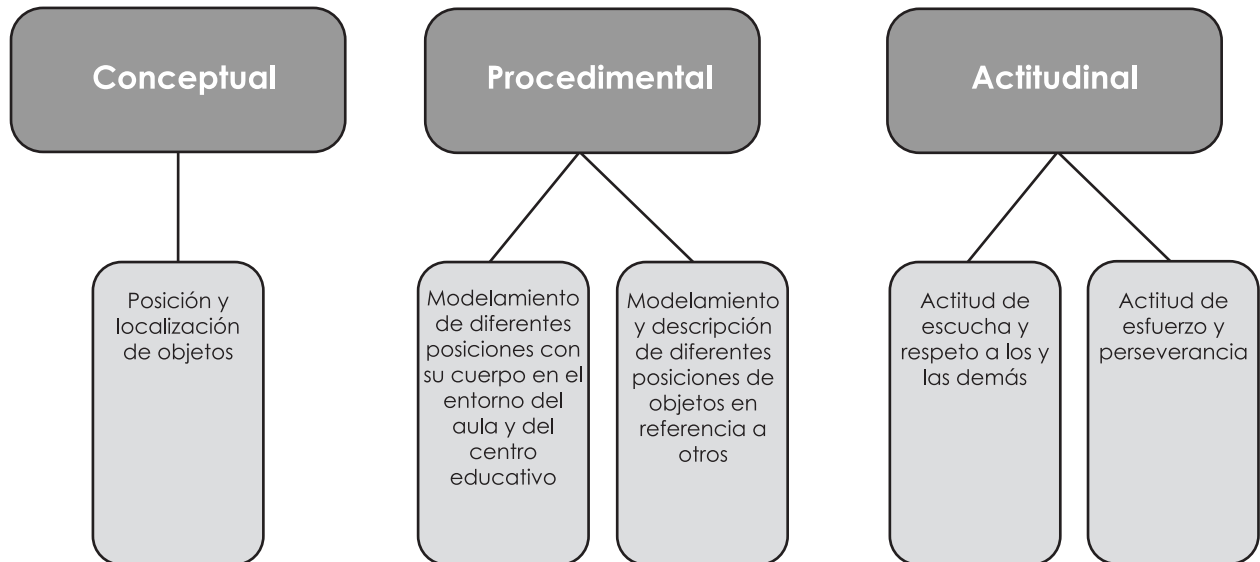 Conceptual
Procedimental
Actitudinal
Posición y
localización
de objetos
Modelamiento
de diferentes
posiciones con
su cuerpo en el
entorno del
aula y del
centro
educativo
Modelamiento
y descripción
de diferentes
posiciones de
objetos en
referencia a
otros
Actitud de
escucha y
respeto a los y
las demás
Actitud de
esfuerzo y
perseverancia